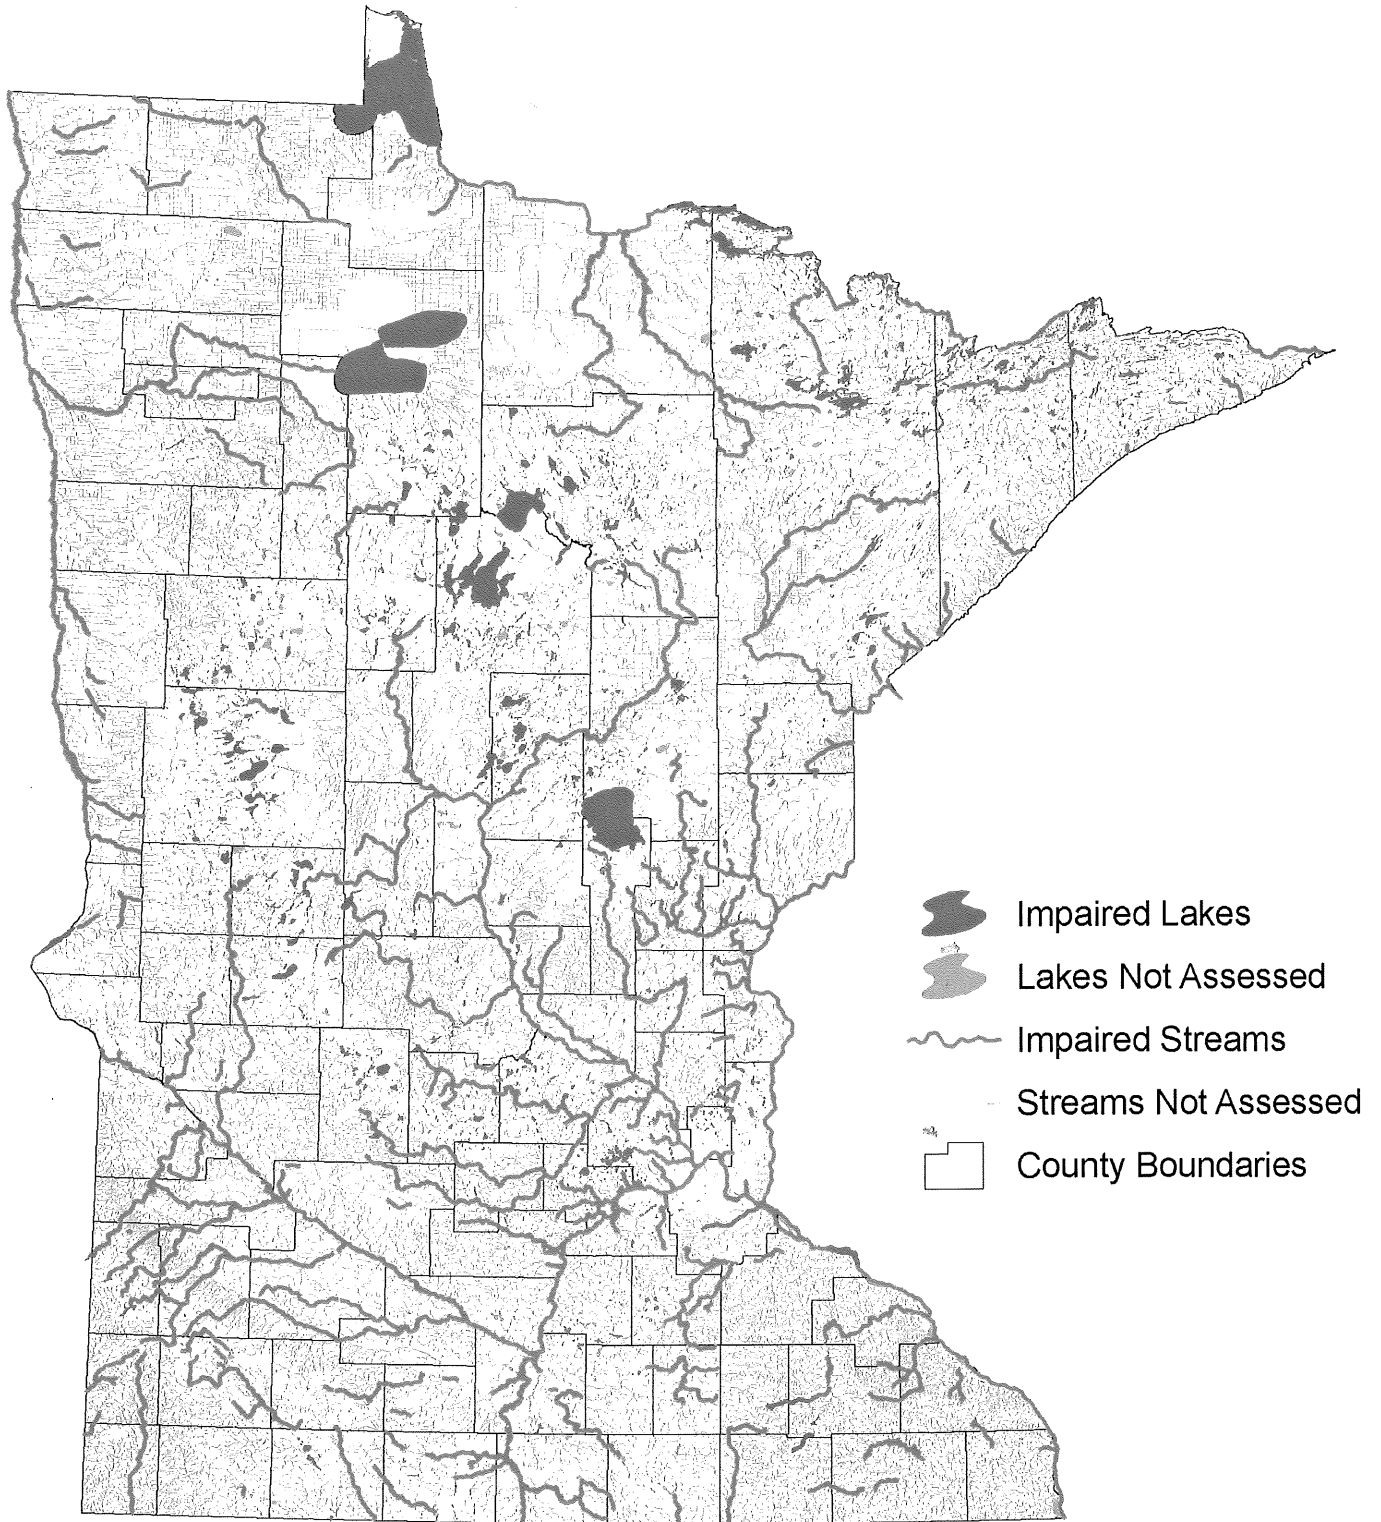 Impaired Lakes
Lakes Not Assessed
Impaired Streams
Streams Not Assessed
County Boundaries